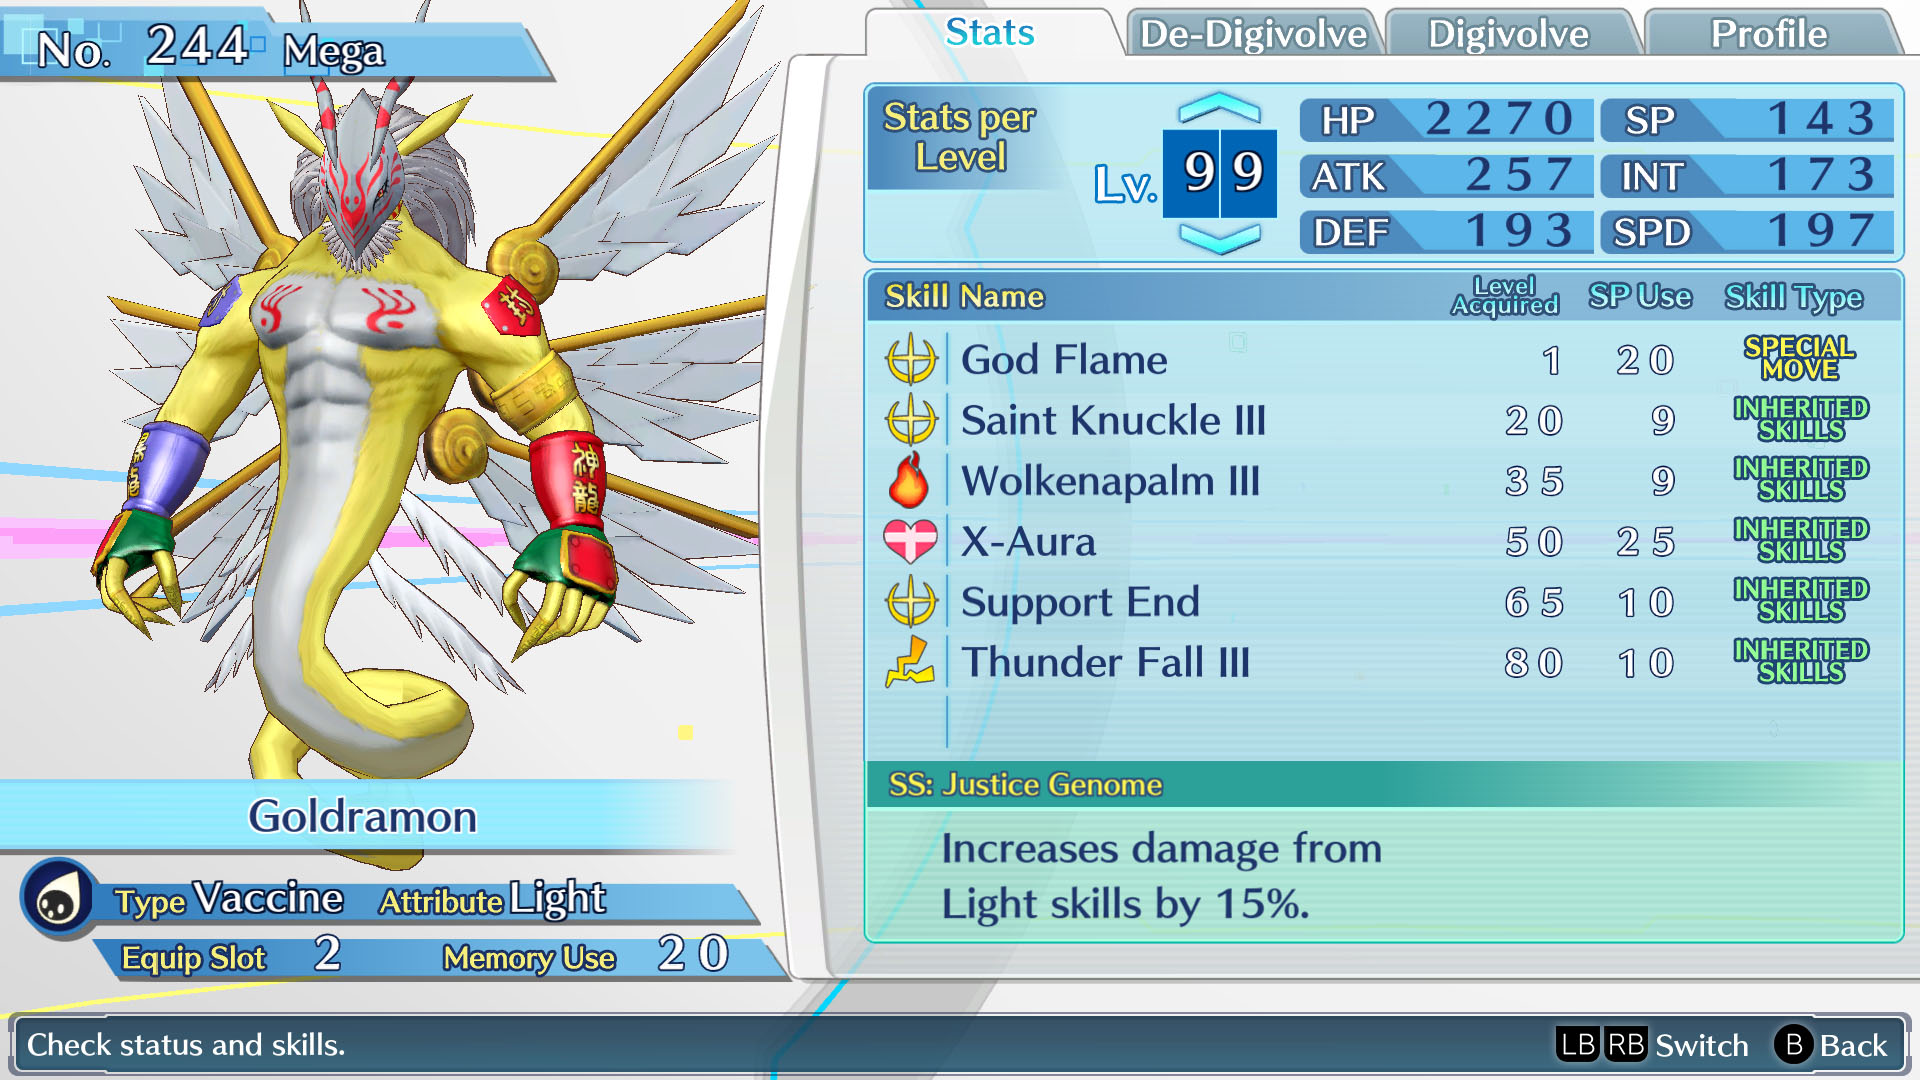 No. 244 Mega
Stats
De-Digivolve
Digivolve
Profile
Stats per
Level
Lv. 99
HP 2270
SP 143
ATK 257
INT 173
DEF 193
SPD 197
Skill Name
Level
Acquired
SP Use
Skill Type
God Flame 1 20 SPECIAL
MOVE
Saint Knuckle III 20 9 INHERITED
SKILLS
Wolkenapalm III 35 9 INHERITED
SKILLS
X-Aura 50 25 INHERITED
SKILLS
Support End 65 10 INHERITED
SKILLS
Thunder Fall III 80 10 INHERITED
SKILLS
SS: Justice Genome
Increases damage from
Light skills by 15%.
封
神龍
Goldramon
Type Vaccine Attribute Light
Equip Slot 2 Memory Use 20
Check status and skills.
LB RB Switch B Back